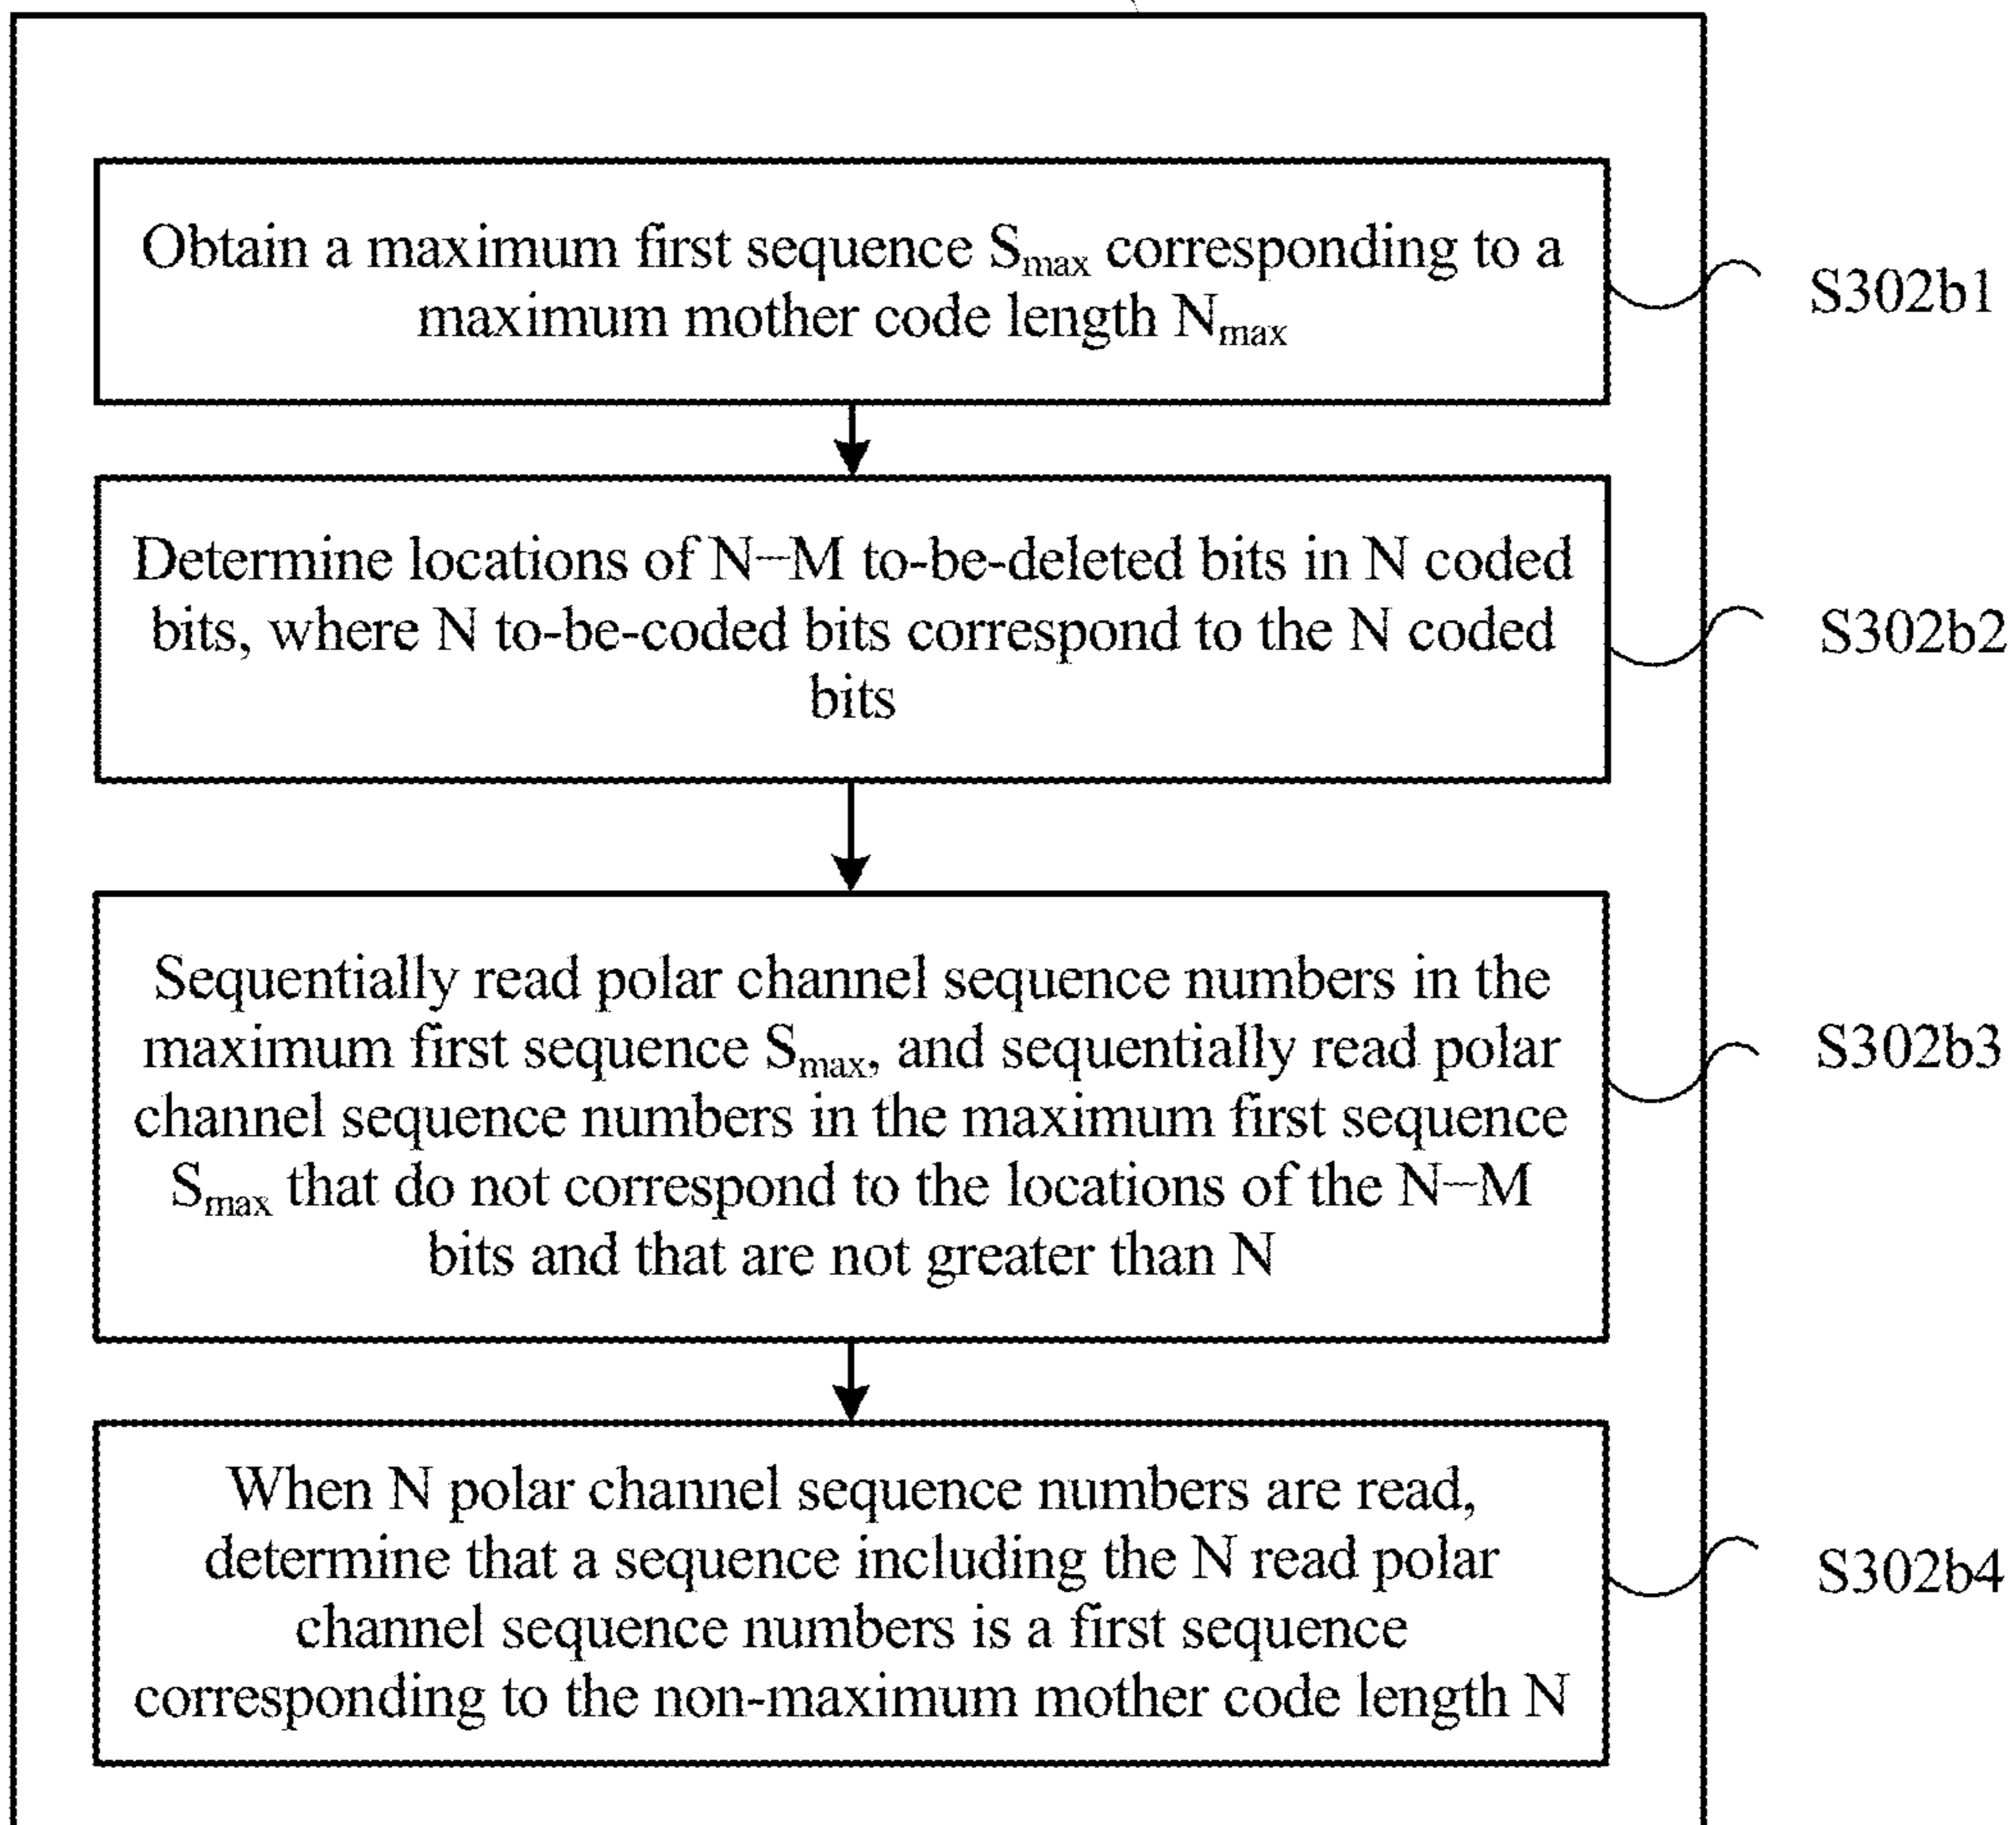 Obtain a maximum first sequence Smax corresponding to a
maximum mother code length Nmax
S302b1
Determine locations of N−M to-be-deleted bits in N coded
bits, where N to-be-coded bits correspond to the N coded
bits
S302b2
Sequentially read polar channel sequence numbers in the
maximum first sequence Smax, and sequentially read polar
channel sequence numbers in the maximum first sequence
Smax that do not correspond to the locations of the N−M
bits and that are not greater than N
S302b3
When N polar channel sequence numbers are read,
determine that a sequence including the N read polar
channel sequence numbers is a first sequence
corresponding to the non-maximum mother code length N
S302b4